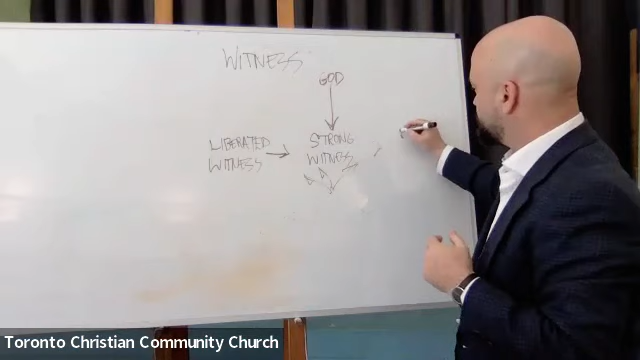 WITNESS
GOD
LIBERATED
WITNESS
STRONG
WITNESS
Toronto Christian Community Church